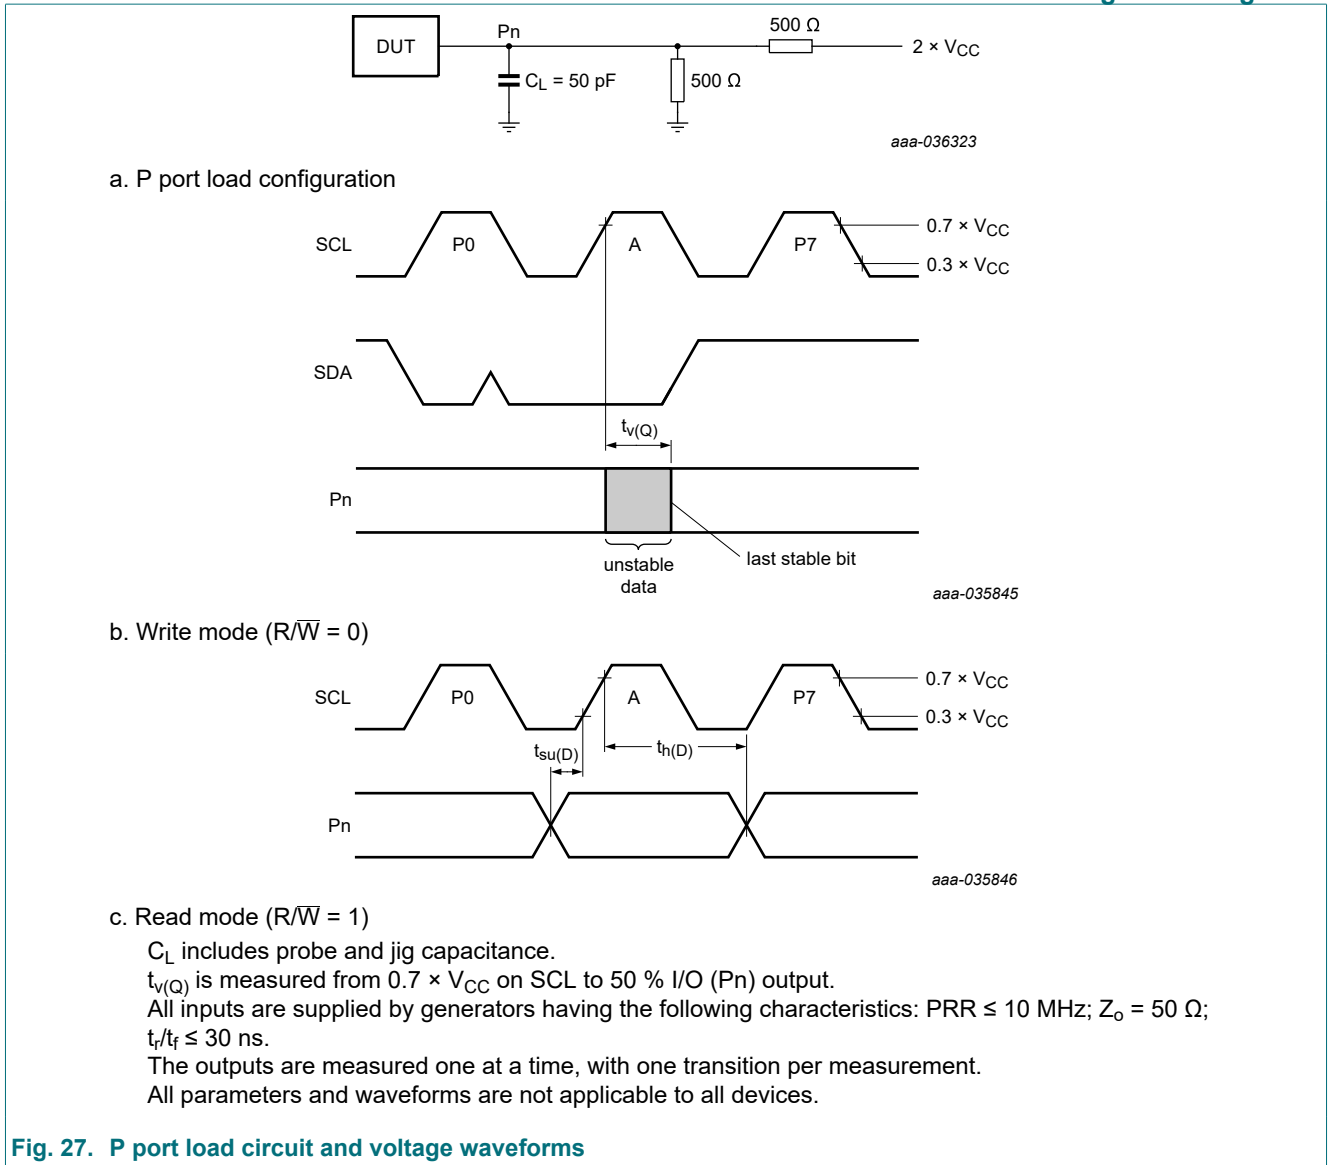 DUT
Pn
CL = 50 pF
500 Ω
500 Ω
2 × VCC
aaa-036323
a. P port load configuration
SCL
P0
A
P7
0.7 × VCC
0.3 × VCC
SDA
tv(Q)
Pn
unstable
data
last stable bit
aaa-035845
b. Write mode (R/W̅ = 0)
SCL
P0
A
P7
0.7 × VCC
0.3 × VCC
tsu(D)
th(D)
Pn
aaa-035846
c. Read mode (R/W̅ = 1)
CL includes probe and jig capacitance.
tv(Q) is measured from 0.7 × VCC on SCL to 50 % I/O (Pn) output.
All inputs are supplied by generators having the following characteristics: PRR ≤ 10 MHz; Zo = 50 Ω;
tr/tf ≤ 30 ns.
The outputs are measured one at a time, with one transition per measurement.
All parameters and waveforms are not applicable to all devices.
Fig. 27. P port load circuit and voltage waveforms